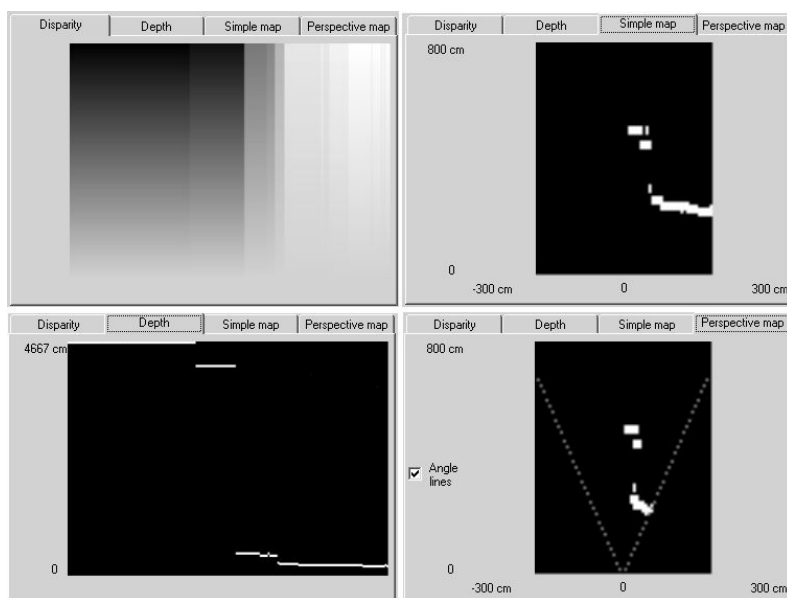 Disparity Depth Simple map Perspective map
Disparity Depth Simple map Perspective map
800 cm
0
-300 cm 0 300 cm
Disparity Depth Simple map Perspective map
4667 cm
0
Disparity Depth Simple map Perspective map
800 cm
Angle
lines
0
-300 cm 0 300 cm